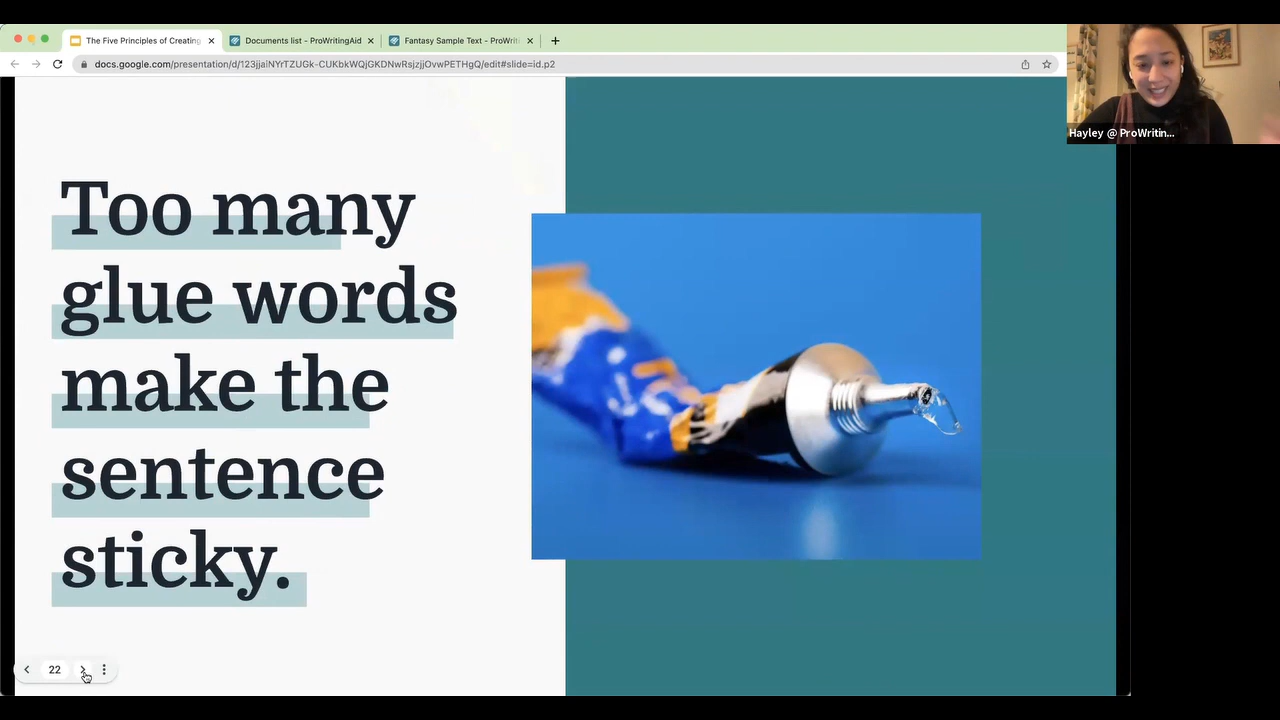 The Five Principles of Creating
Documents list - ProWritingAid
Fantasy Sample Text - ProWriti
docs.google.com/presentation/d/123jjaiNYrTZUGk-CUKbkWQjGKDNwRsjzjjOvwPETHgQ/edit#slide=id.p2
Hayley @ ProWritin...
Too many
glue words
make the
sentence
sticky.
22